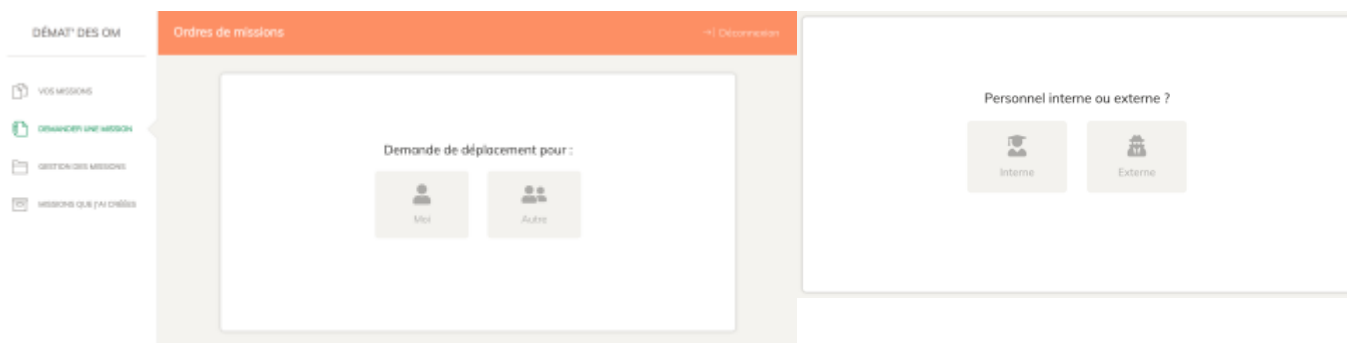 DÉMAT' DES OM
Ordres de missions
Déconnexion
VOS MISSIONS
DEMANDER UNE MISSION
GESTION DES MISSIONS
MISSIONS QUE J'AI CRÉÉES
Demande de déplacement pour :
Moi
Autre
Personnel interne ou externe ?
Interne
Externe